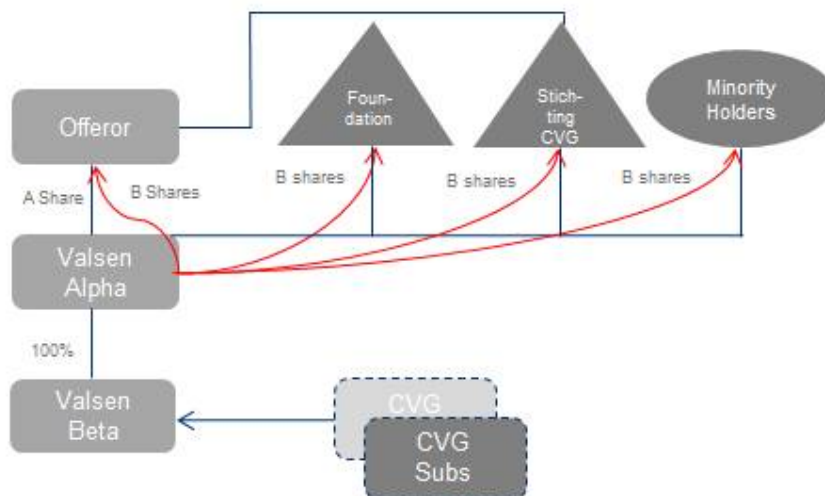 Offeror
Foun-
dation
Stich-
ting
CVG
Minority
Holders
A Share
B Shares
B shares
B shares
B shares
Valsen
Alpha
100%
Valsen
Beta
CVG
CVG
Subs